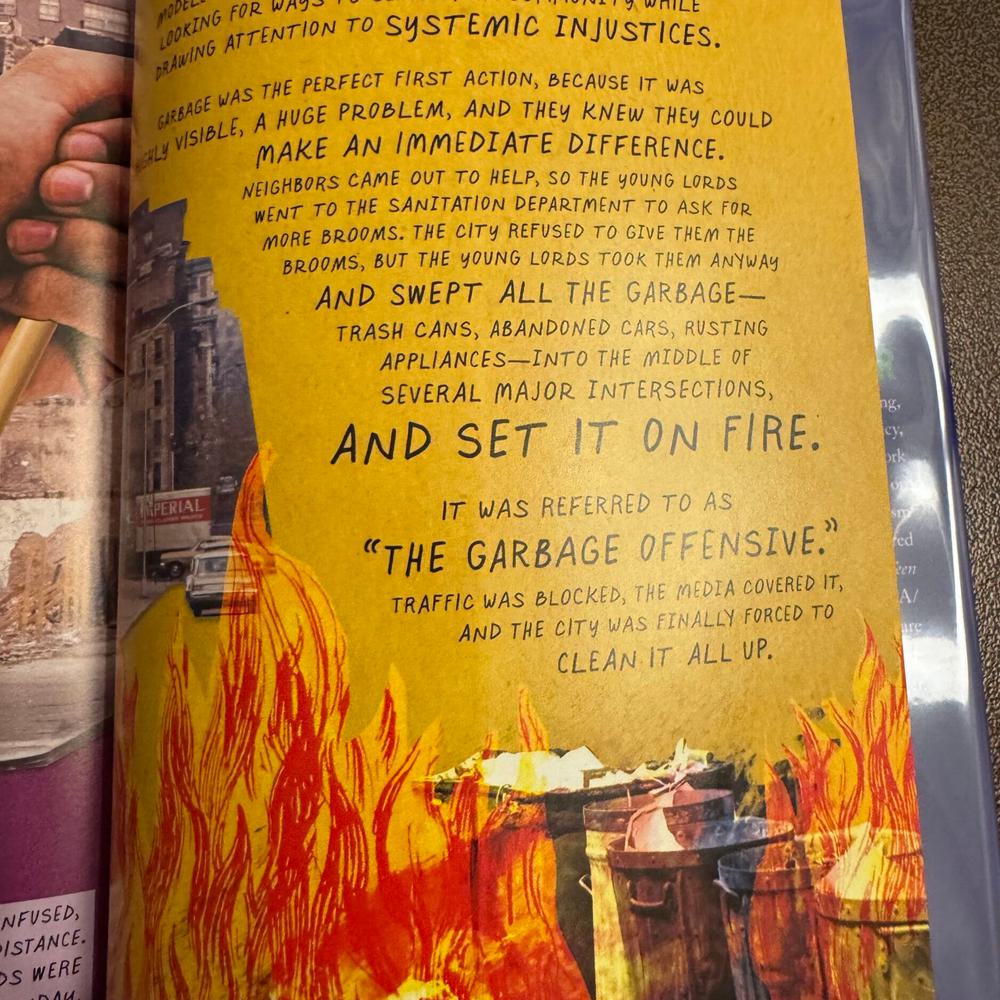 LOOKING FOR WAYS TO COMMUNITY WHILE
DRAWING ATTENTION TO SYSTEMIC INJUSTICES.
GARBAGE WAS THE PERFECT FIRST ACTION, BECAUSE IT WAS
VISIBLE, A HUGE PROBLEM, AND THEY KNEW THEY COULD
MAKE AN IMMEDIATE DIFFERENCE.
NEIGHBORS CAME OUT TO HELP, SO THE YOUNG LORDS
WENT TO THE SANITATION DEPARTMENT TO ASK FOR
MORE BROOMS. THE CITY REFUSED TO GIVE THEM THE
BROOMS, BUT THE YOUNG LORDS TOOK THEM ANYWAY
AND SWEPT ALL THE GARBAGE—
TRASH CANS, ABANDONED CARS, RUSTING
APPLIANCES—INTO THE MIDDLE OF
SEVERAL MAJOR INTERSECTIONS,
AND SET IT ON FIRE.
IT WAS REFERRED TO AS
“THE GARBAGE OFFENSIVE.”
TRAFFIC WAS BLOCKED, THE MEDIA COVERED IT,
AND THE CITY WAS FINALLY FORCED TO
CLEAN IT ALL UP.
NFUSED,
DISTANCE.
DS WERE